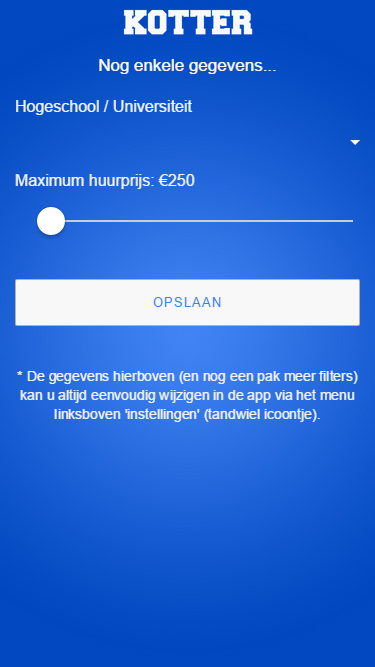 KOTTER
Nog enkele gegevens...
Hogeschool / Universiteit
Maximum huurprijs: €250
OPSLAAN
* De gegevens hierboven (en nog een pak meer filters)
kan u altijd eenvoudig wijzigen in de app via het menu
linksboven 'instellingen' (tandwiel icoontje).